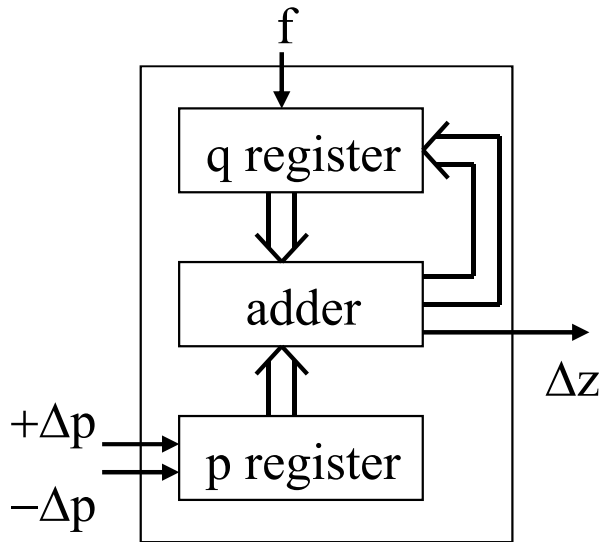 f
q register
adder
Δz
+Δp
p register
−Δp